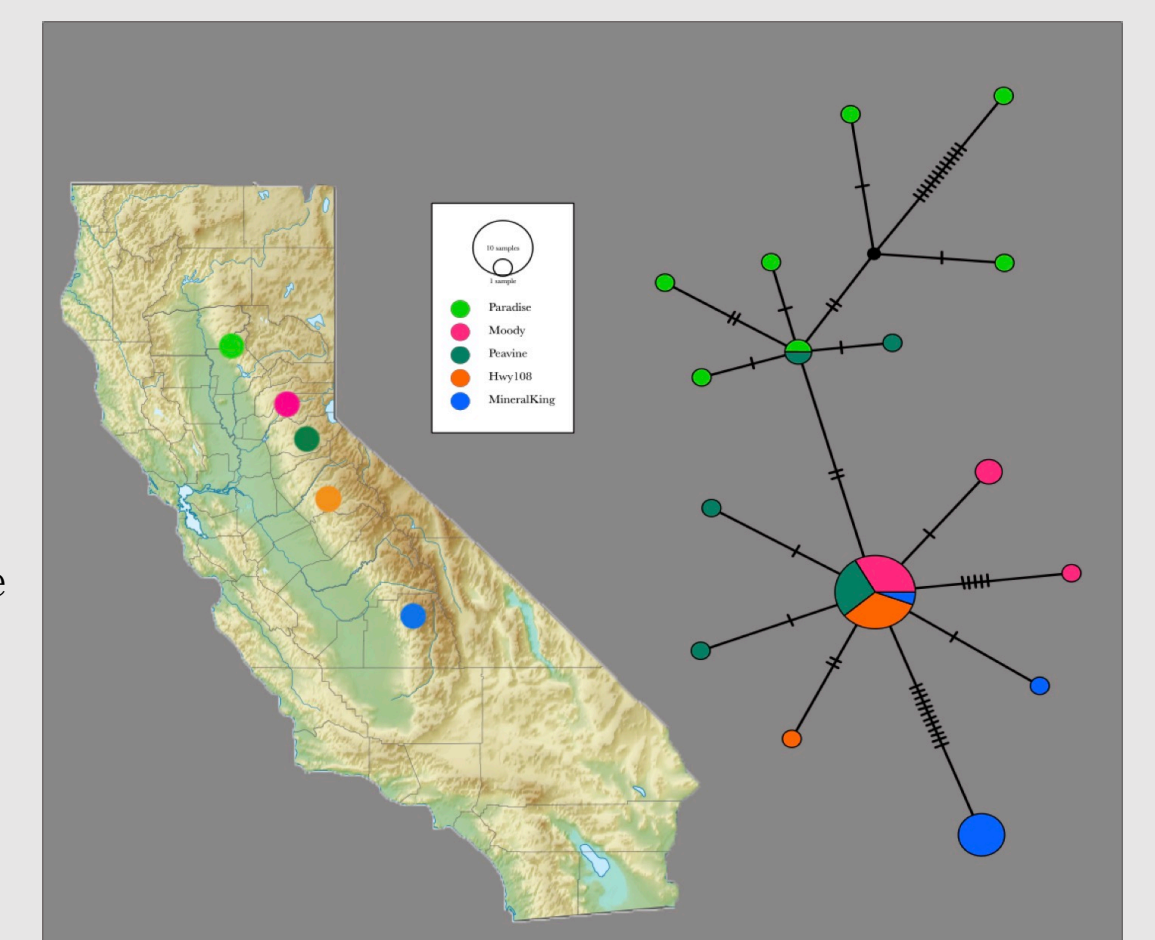 e
10 samples
1 sample
Paradise
Moody
Peavine
Hwy108
MineralKing